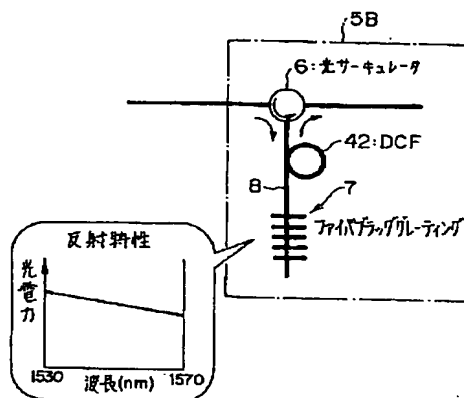 5B
6:光サーキュレータ
42:DCF
8
7
ファイバブラッググレーティング
反射特性
光電力
1530
波長(nm)
1570